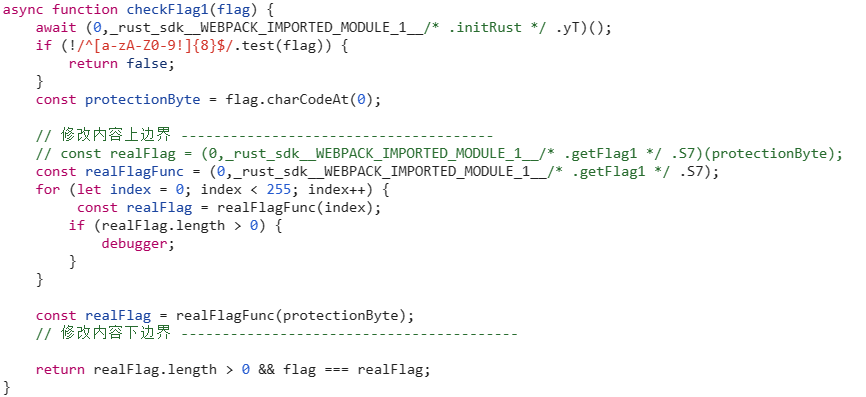 async function checkFlag1(flag) {
    await (0,_rust_sdk__WEBPACK_IMPORTED_MODULE_1__/* .initRust */ .yT)();
    if (!/^[a-zA-Z0-9!]{8}$/.test(flag)) {
        return false;
    }
    const protectionByte = flag.charCodeAt(0);

    // 修改内容上边界 -------------------------------------
    // const realFlag = (0,_rust_sdk__WEBPACK_IMPORTED_MODULE_1__/* .getFlag1 */ .S7)(protectionByte);
    const realFlagFunc = (0,_rust_sdk__WEBPACK_IMPORTED_MODULE_1__/* .getFlag1 */ .S7);
    for (let index = 0; index < 255; index++) {
         const realFlag = realFlagFunc(index);
        if (realFlag.length > 0) {
            debugger;
        }
    }

    const realFlag = realFlagFunc(protectionByte);
    // 修改内容下边界 ----------------------------------------

    return realFlag.length > 0 && flag === realFlag;
}